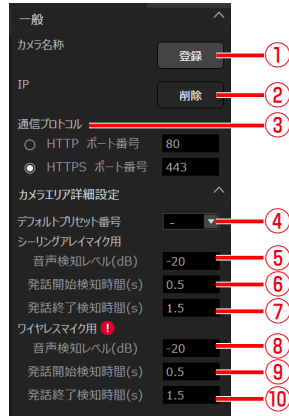 一般
カメラ名称
登録 ①
IP
削除 ②
通信プロトコル ③
HTTP ポート番号 80
HTTPS ポート番号 443
カメラエリア詳細設定
デフォルトプリセット番号 - ④
シーリングアレイマイク用
音声検知レベル(dB) -20 ⑤
発話開始検知時間(s) 0.5 ⑥
発話終了検知時間(s) 1.5 ⑦
ワイヤレスマイク用 !
音声検知レベル(dB) -20 ⑧
発話開始検知時間(s) 0.5 ⑨
発話終了検知時間(s) 1.5 ⑩